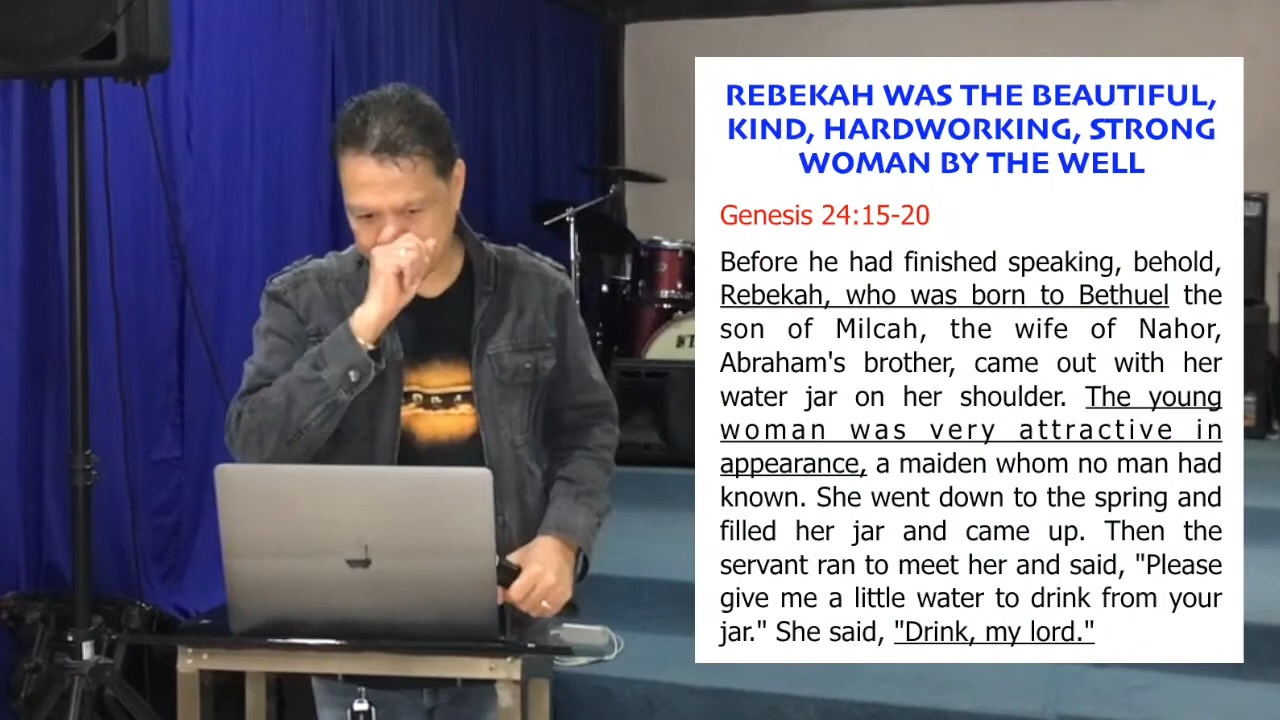 REBEKAH WAS THE BEAUTIFUL,
KIND, HARDWORKING, STRONG
WOMAN BY THE WELL
Genesis 24:15-20
Before he had finished speaking, behold,
Rebekah, who was born to Bethuel the
son of Milcah, the wife of Nahor,
Abraham's brother, came out with her
water jar on her shoulder. The young
woman was very attractive in
appearance, a maiden whom no man had
known. She went down to the spring and
filled her jar and came up. Then the
servant ran to meet her and said, "Please
give me a little water to drink from your
jar." She said, "Drink, my lord."